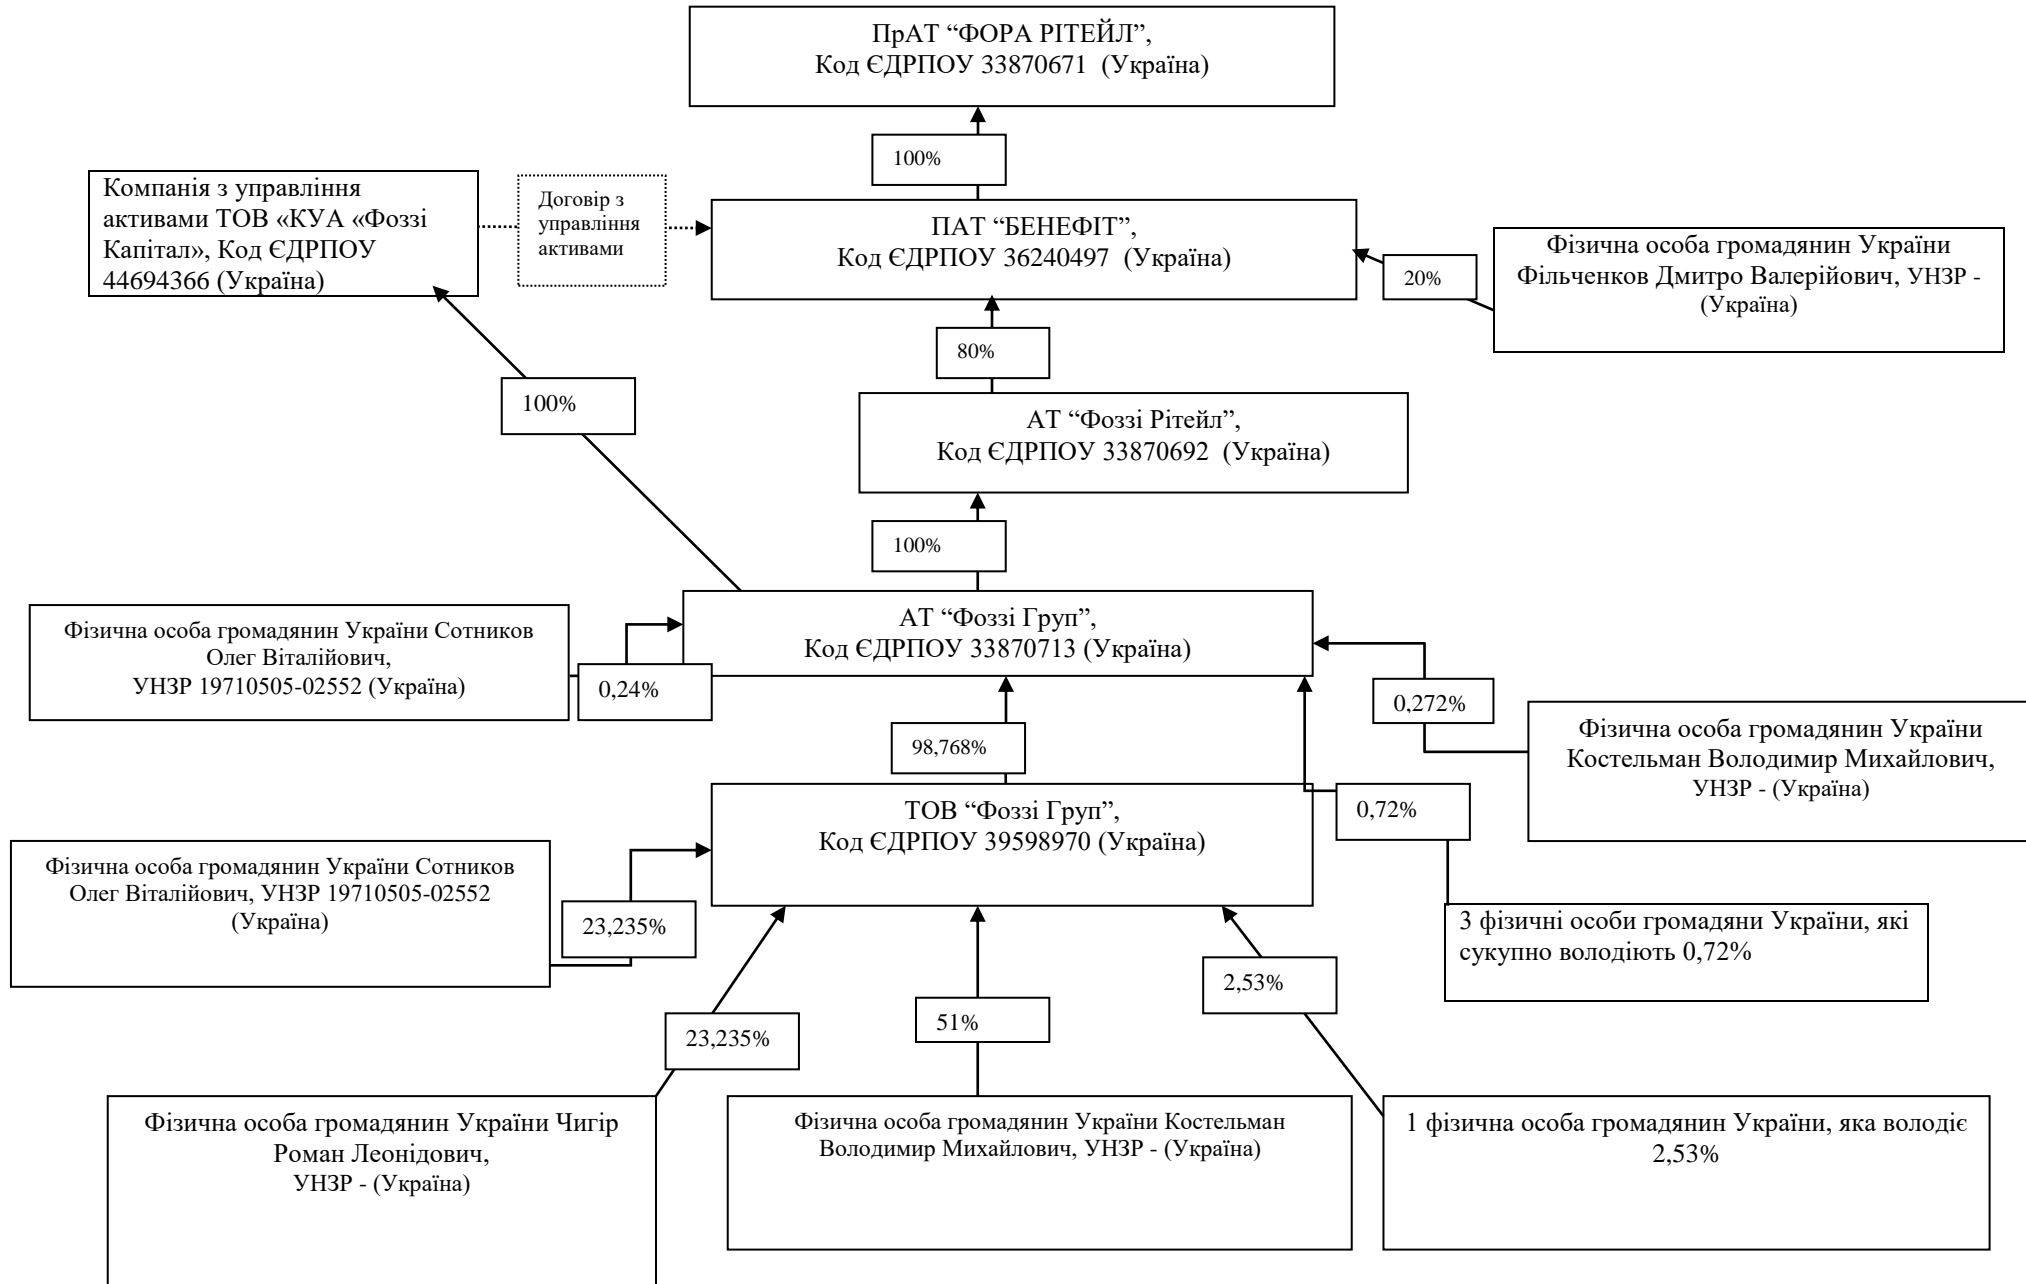 ПрАТ “ФОРА РІТЕЙЛ”,
Код ЄДРПОУ 33870671 (Україна)
100%
Компанія з управління
активами ТОВ «КУА «Фоззі
Капітал», Код ЄДРПОУ
44694366 (Україна)
Договір з
управління
активами
ПАТ “БЕНЕФІТ”,
Код ЄДРПОУ 36240497 (Україна)
20%
Фізична особа громадянин України
Фільченков Дмитро Валерійович, УНЗР -
(Україна)
80%
100%
АТ “Фоззі Рітейл”,
Код ЄДРПОУ 33870692 (Україна)
100%
Фізична особа громадянин України Сотников
Олег Віталійович,
УНЗР 19710505-02552 (Україна)
0,24%
АТ “Фоззі Груп”,
Код ЄДРПОУ 33870713 (Україна)
0,272%
Фізична особа громадянин України
Костельман Володимир Михайлович,
УНЗР - (Україна)
98,768%
ТОВ “Фоззі Груп”,
Код ЄДРПОУ 39598970 (Україна)
0,72%
Фізична особа громадянин України Сотников
Олег Віталійович, УНЗР 19710505-02552
(Україна)
23,235%
3 фізичні особи громадяни України, які
сукупно володіють 0,72%
23,235%
51%
2,53%
Фізична особа громадянин України Чигір
Роман Леонідович,
УНЗР - (Україна)
Фізична особа громадянин України Костельман
Володимир Михайлович, УНЗР - (Україна)
1 фізична особа громадянин України, яка володіє
2,53%